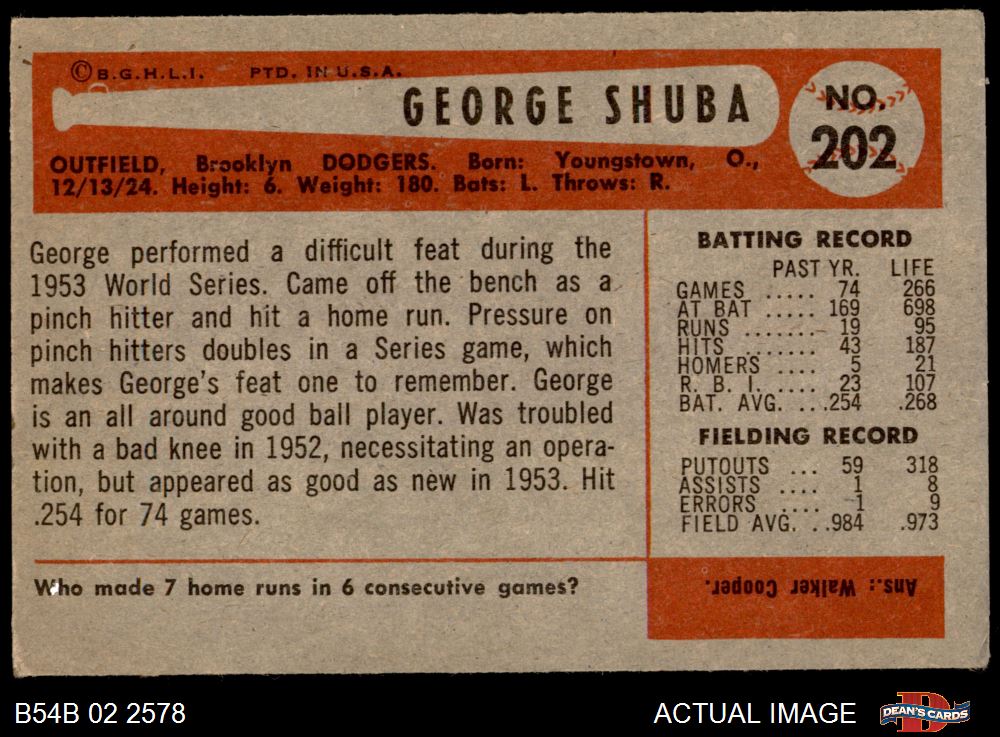 ©B.G.H.L.I. PTD. IN U.S.A.
GEORGE SHUBA
NO.
202
OUTFIELD, Brooklyn DODGERS. Born: Youngstown, O.,
12/13/24. Height: 6. Weight: 180. Bats: L. Throws: R.
George performed a difficult feat during the
1953 World Series. Came off the bench as a
pinch hitter and hit a home run. Pressure on
pinch hitters doubles in a Series game, which
makes George's feat one to remember. George
is an all around good ball player. Was troubled
with a bad knee in 1952, necessitating an opera-
tion, but appeared as good as new in 1953. Hit
.254 for 74 games.
BATTING RECORD
PAST YR. LIFE
GAMES ..... 74 266
AT BAT ..... 169 698
RUNS ....... 19 95
HITS ....... 43 187
HOMERS .... 5 21
R. B. I. .... 23 107
BAT. AVG. ...254 .268
FIELDING RECORD
PUTOUTS ... 59 318
ASSISTS .... 1 8
ERRORS .... 1 9
FIELD AVG. ..984 .973
Who made 7 home runs in 6 consecutive games?
Ans.: Walker Cooper.
B54B 02 2578
ACTUAL IMAGE
D
DEAN'S CARDS